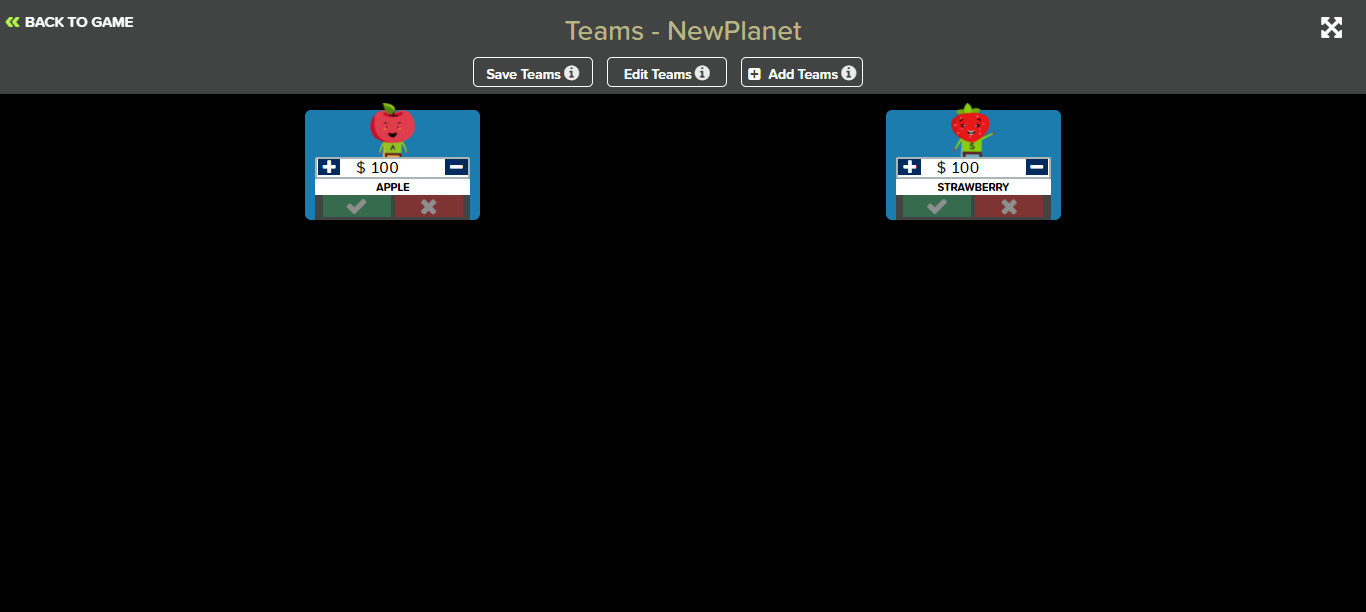 BACK TO GAME
Teams - NewPlanet
Save Teams
Edit Teams
Add Teams
A
$ 100
APPLE
S
$ 100
STRAWBERRY